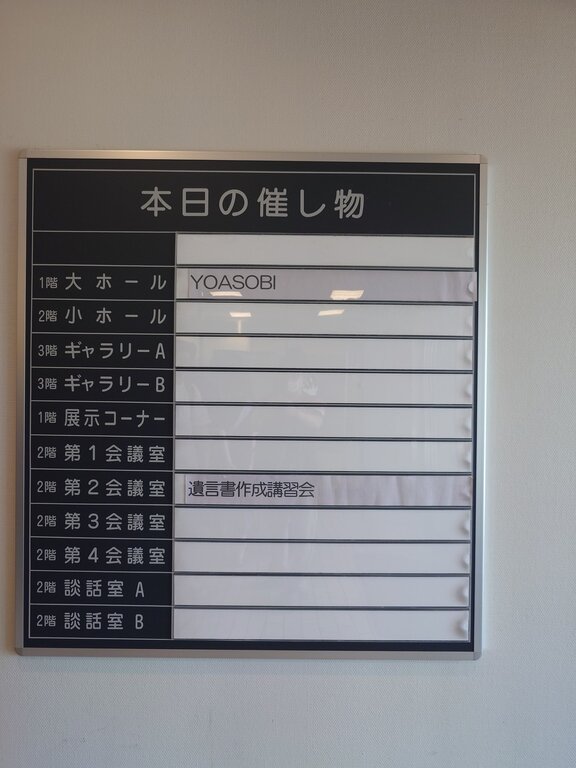 本日の催し物
1階 大ホール YOASOBI
2階 小ホール
3階 ギャラリーA
3階 ギャラリーB
1階 展示コーナー
2階 第1会議室
2階 第2会議室 遺言書作成講習会
2階 第3会議室
2階 第4会議室
2階 談話室 A
2階 談話室 B